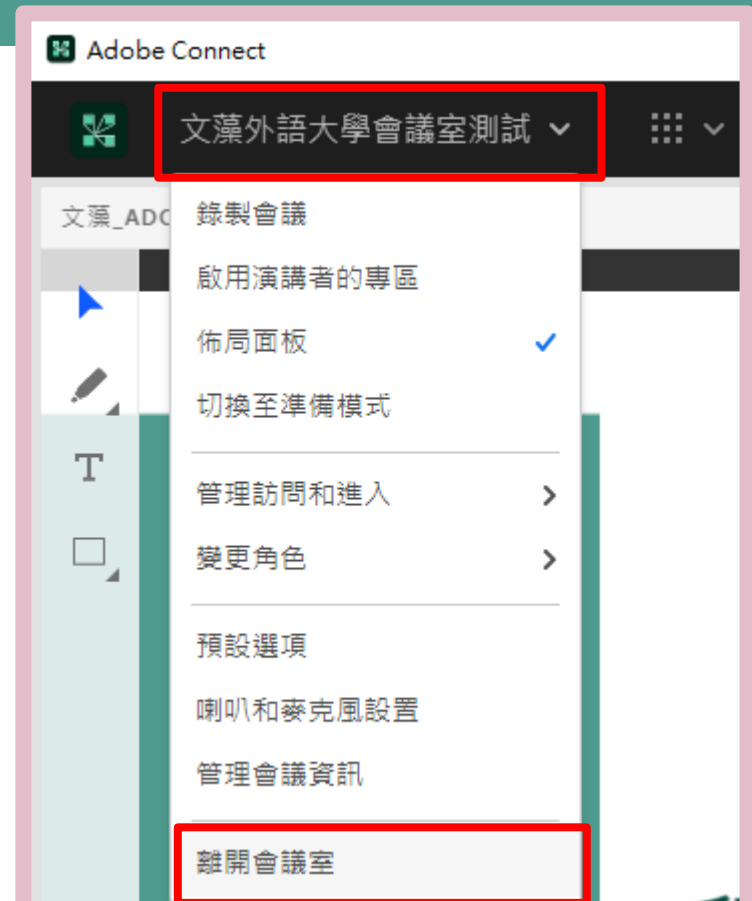 Adobe Connect
文藻外語大學會議室測試
文藻_ADO
錄製會議
啟用演講者的專區
佈局面板
切換至準備模式
T
管理訪問和進入
變更角色
預設選項
喇叭和麥克風設置
管理會議資訊
離開會議室